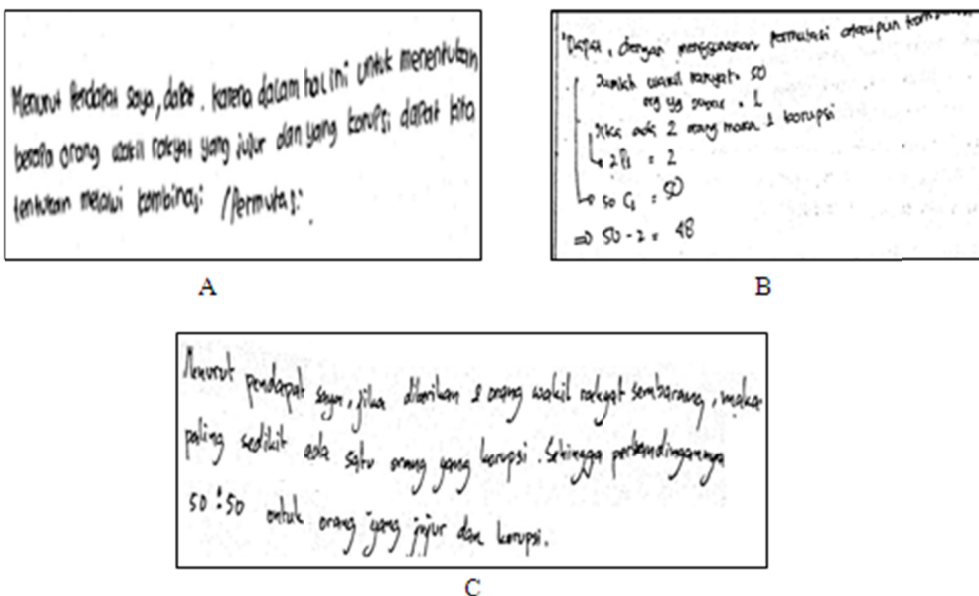 Menurut Pendapat saya, dapat. karena dalam hal ini untuk menentukan
berapa orang wakil rakyat yang jujur dan yang korupsi dapat kita
tentukan melalui kombinasi /Permutasi.
A
Dapat, dengan menggunakan permutasi ataupun
Jumlah wakil rakyat = 50
org yg = 1
Jika ada 2 orang maka 1 korupsi
2P1 = 2
50 C1 = 50
⇒ 50 - 2 = 48
B
Menurut pendapat saya, jika diberikan 2 orang wakil rakyat sembarang, maka
paling sedikit ada satu orang yang korupsi. Sehingga perbandingannya
50 : 50 untuk orang yang jujur dan korupsi.
C